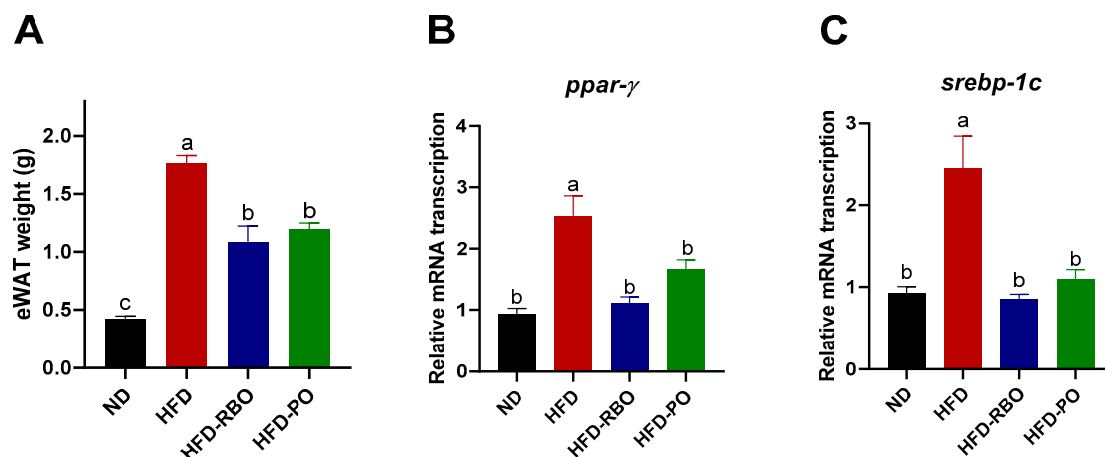 A
eWAT weight (g)
2.0
1.5
1.0
0.5
0.0
c
a
b
b
ND
HFD
HFD-RBO
HFD-PO
B
ppar-γ
Relative mRNA transcription
4
3
2
1
0
b
a
b
b
ND
HFD
HFD-RBO
HFD-PO
C
srebp-1c
Relative mRNA transcription
3
2
1
0
b
a
b
b
ND
HFD
HFD-RBO
HFD-PO